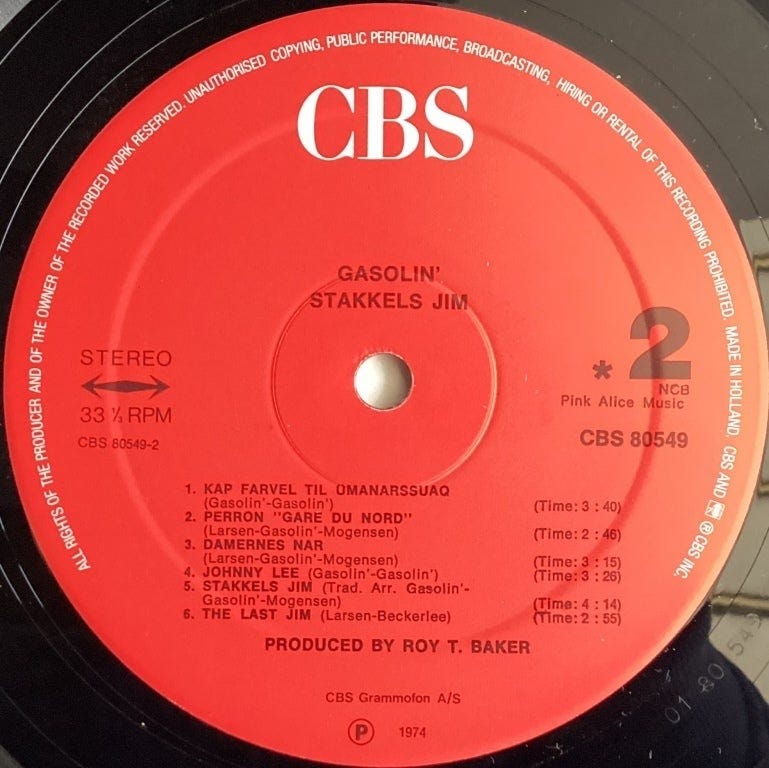 ALL RIGHTS OF THE PRODUCER AND OF THE OWNER OF THE RECORDED WORK RESERVED. UNAUTHORISED COPYING, PUBLIC PERFORMANCE, BROADCASTING, HIRING OR RENTAL OF THIS RECORDING PROHIBITED. MADE IN HOLLAND. CBS AND ℗ CBS INC.
CBS
GASOLIN'
STAKKELS JIM
STEREO
33 ⅓ RPM
CBS 80549-2
* 2
NCB
Pink Alice Music
CBS 80549
1. KAP FARVEL TIL ÜMANARSSUAQ
(Gasolin'-Gasolin') (Time: 3 : 40)
2. PERRON "GARE DU NORD"
(Larsen-Gasolin'-Mogensen) (Time: 2 : 46)
3. DAMERNES NAR
(Larsen-Gasolin'-Mogensen) (Time: 3 : 15)
4. JOHNNY LEE (Gasolin'-Gasolin') (Time: 3 : 26)
5. STAKKELS JIM (Trad. Arr. Gasolin'-
Gasolin'-Mogensen) (Time: 4 : 14)
6. THE LAST JIM (Larsen-Beckerlee) (Time: 2 : 55)
PRODUCED BY ROY T. BAKER
CBS Grammofon A/S
℗ 1974